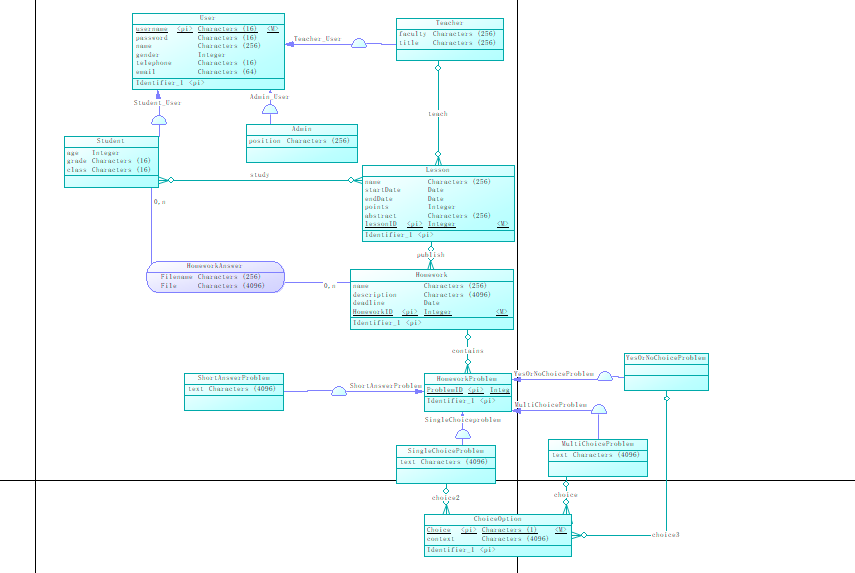 User
username <pi> Characters (16) <M>
password Characters (16)
name Characters (256)
gender Integer
telephone Characters (16)
email Characters (64)
Identifier_1 <pi>
Teacher_User
Teacher
faculty Characters (256)
title Characters (256)
Student_User
Admin_User
teach
Admin
position Characters (256)
Student
age Integer
grade Characters (16)
class Characters (16)
study
Lesson
name Characters (256)
startDate Date
endDate Date
points Integer
abstract Characters (256)
lessonID <pi> Integer <M>
Identifier_1 <pi>
0,n
publish
HomeworkAnswer
Filename Characters (256)
File Characters (4096)
0,n
Homework
name Characters (256)
description Characters (4096)
deadline Date
HomeworkID <pi> Integer <M>
Identifier_1 <pi>
contains
ShortAnswerProblem
text Characters (4096)
ShortAnswerProblem
HomeworkProblem
ProblemID <pi> Integ
Identifier_1 <pi>
YesOrNoChoiceProblem
YesOrNoChoiceProblem
MultiChoiceProblem
SingleChoiceproblem
SingleChoiceProblem
text Characters (4096)
MultiChoiceProblem
text Characters (4096)
choice2
choice
ChoiceOption
Choice <pi> Characters (1) <M>
context Characters (4096)
Identifier_1 <pi>
choice3